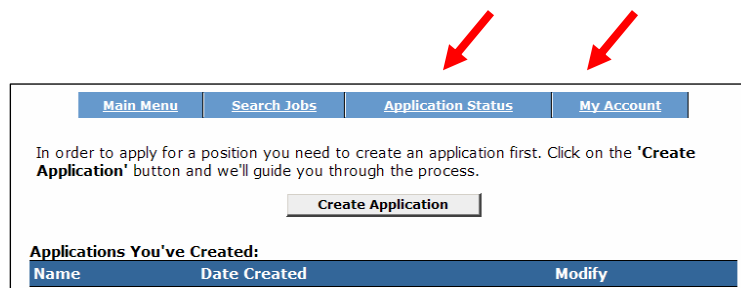 Main Menu Search Jobs Application Status My Account
In order to apply for a position you need to create an application first. Click on the 'Create
Application' button and we'll guide you through the process.
Create Application
Applications You've Created:
Name Date Created Modify